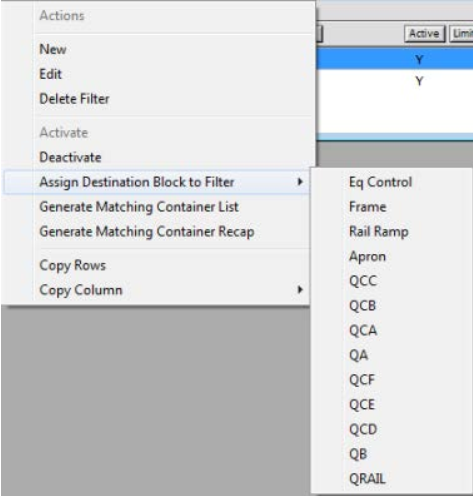 Actions
Active
New
Y
Edit
Y
Delete Filter
Activate
Deactivate
Assign Destination Block to Filter
Eq Control
Generate Matching Container List
Frame
Generate Matching Container Recap
Rail Ramp
Apron
Copy Rows
QCC
Copy Column
QCB
QCA
QA
QCF
QCE
QCD
QB
QRAIL